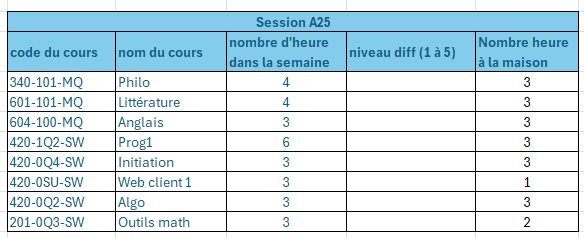 Session A25
code du cours nom du cours nombre d'heure dans la semaine niveau diff (1 à 5) Nombre heure à la maison
340-101-MQ Philo 4 3
601-101-MQ Littérature 4 3
604-100-MQ Anglais 3 3
420-1Q2-SW Prog1 6 3
420-0Q4-SW Initiation 3 3
420-0SU-SW Web client 1 3 1
420-0Q2-SW Algo 3 3
201-0Q3-SW Outils math 3 2